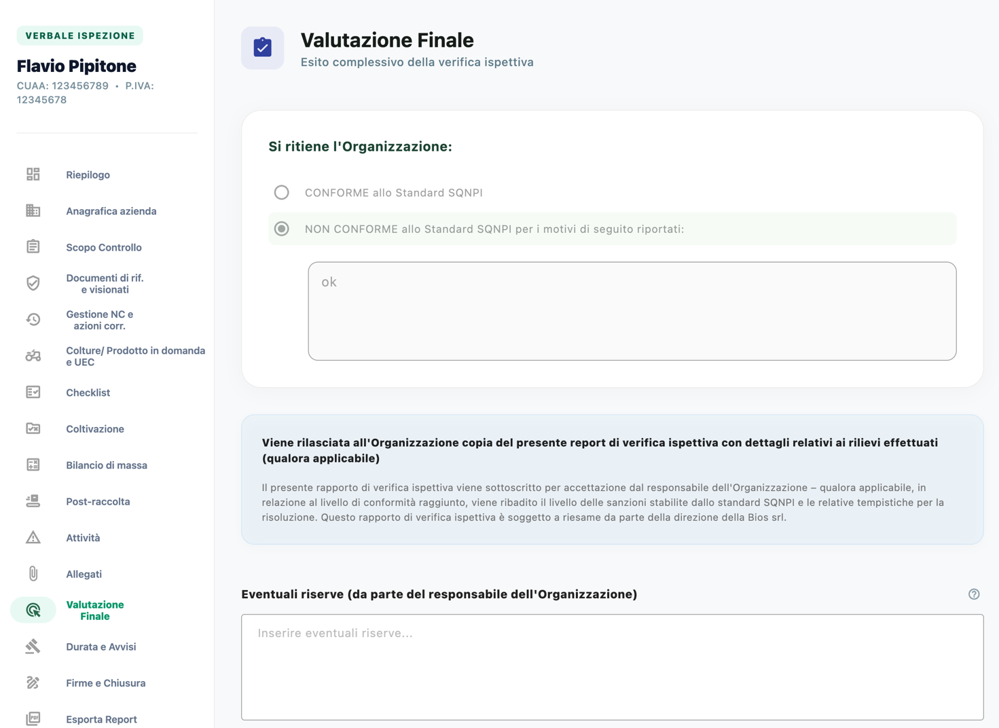 VERBALE ISPEZIONE
Flavio Pipitone
CUAA: 123456789 • P.IVA:
12345678
Riepilogo
Anagrafica azienda
Scopo Controllo
Documenti di rif.
e visionati
Gestione NC e
azioni corr.
Colture/ Prodotto in domanda
e UEC
Checklist
Coltivazione
Bilancio di massa
Post-raccolta
Attività
Allegati
Valutazione
Finale
Durata e Avvisi
Firme e Chiusura
PDF
Esporta Report
Valutazione Finale
Esito complessivo della verifica ispettiva
Si ritiene l'Organizzazione:
CONFORME allo Standard SQNPI
NON CONFORME allo Standard SQNPI per i motivi di seguito riportati:
ok
Viene rilasciata all'Organizzazione copia del presente report di verifica ispettiva con dettagli relativi ai rilievi effettuati
(qualora applicabile)
Il presente rapporto di verifica ispettiva viene sottoscritto per accettazione dal responsabile dell'Organizzazione – qualora applicabile, in
relazione al livello di conformità raggiunto, viene ribadito il livello delle sanzioni stabilite dallo standard SQNPI e le relative tempistiche per la
risoluzione. Questo rapporto di verifica ispettiva è soggetto a riesame da parte della direzione della Bios srl.
Eventuali riserve (da parte del responsabile dell'Organizzazione)
?
Inserire eventuali riserve...